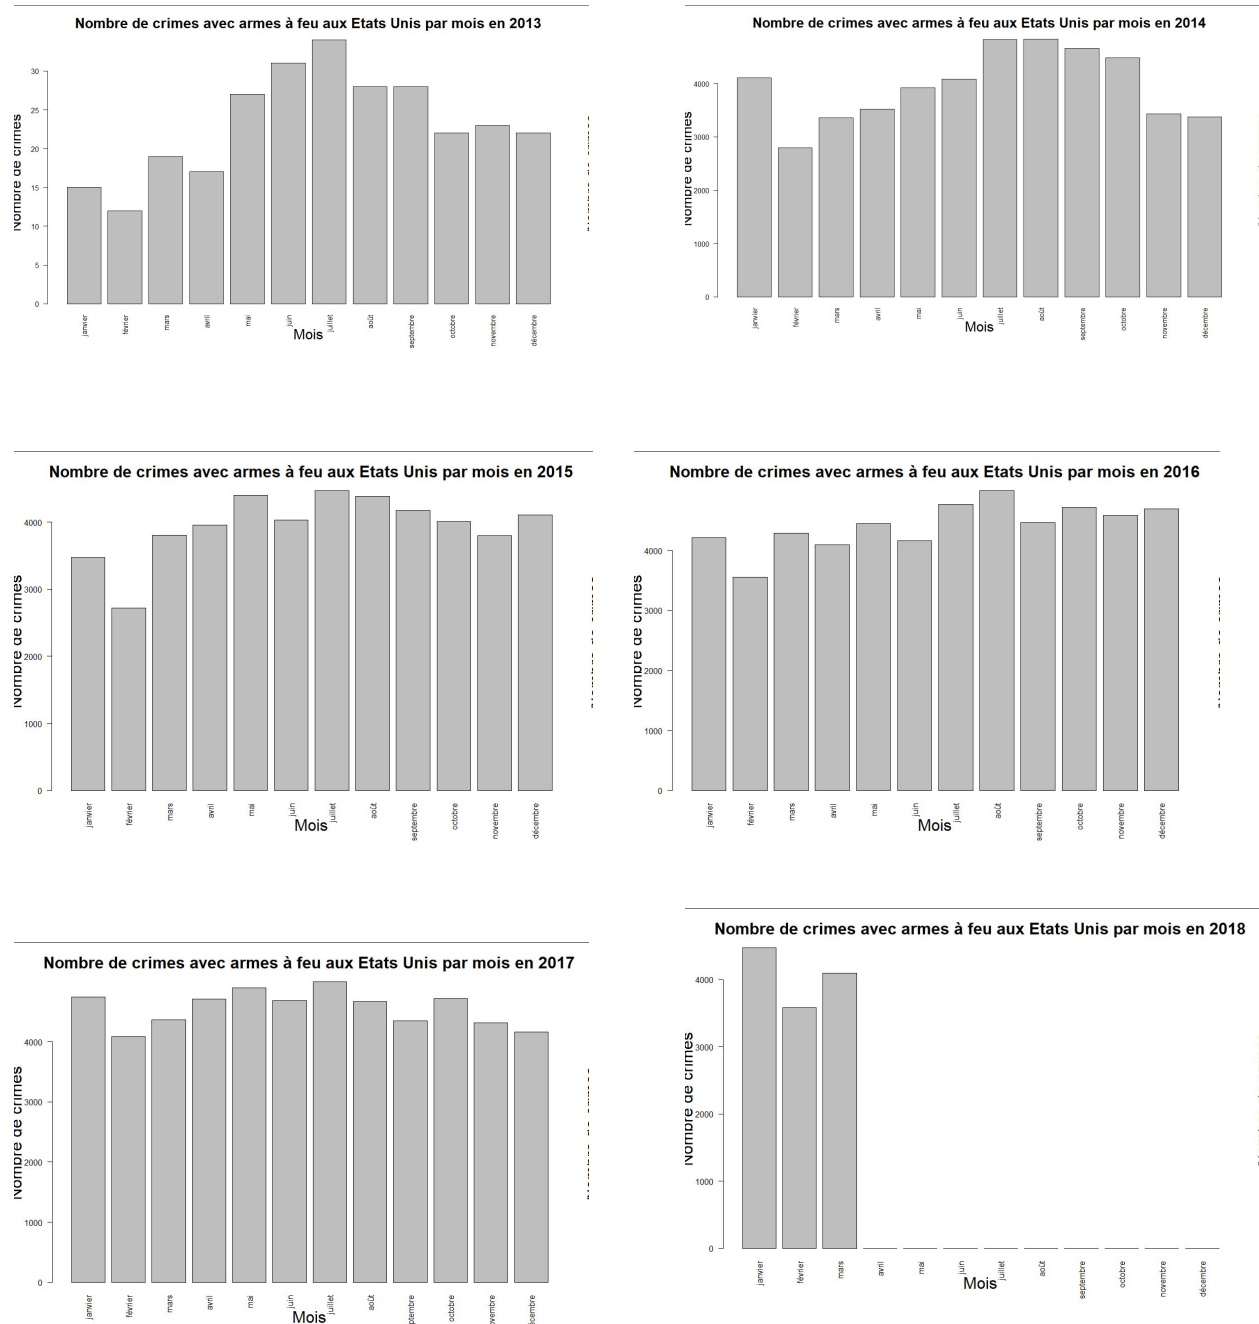 Nombre de crimes avec armes à feu aux Etats Unis par mois en 2013
Nombre de crimes
30
25
20
15
10
5
0
janvier
février
mars
avril
mai
juin
juillet
août
septembre
octobre
novembre
décembre
Mois
Nombre de crimes avec armes à feu aux Etats Unis par mois en 2014
Nombre de crimes
4000
3000
2000
1000
0
janvier
février
mars
avril
mai
juin
juillet
août
septembre
octobre
novembre
décembre
Mois
Nombre de crimes avec armes à feu aux Etats Unis par mois en 2015
Nombre de crimes
4000
3000
2000
1000
0
janvier
février
mars
avril
mai
juin
juillet
août
septembre
octobre
novembre
décembre
Mois
Nombre de crimes avec armes à feu aux Etats Unis par mois en 2016
Nombre de crimes
4000
3000
2000
1000
0
janvier
février
mars
avril
mai
juin
juillet
août
septembre
octobre
novembre
décembre
Mois
Nombre de crimes avec armes à feu aux Etats Unis par mois en 2017
Nombre de crimes
4000
3000
2000
1000
0
janvier
février
mars
avril
mai
juin
juillet
août
ptembre
octobre
novembre
écembre
Mois
Nombre de crimes avec armes à feu aux Etats Unis par mois en 2018
Nombre de crimes
4000
3000
2000
1000
0
janvier
février
mars
avril
mai
juin
juillet
août
septembre
octobre
novembre
décembre
Mois